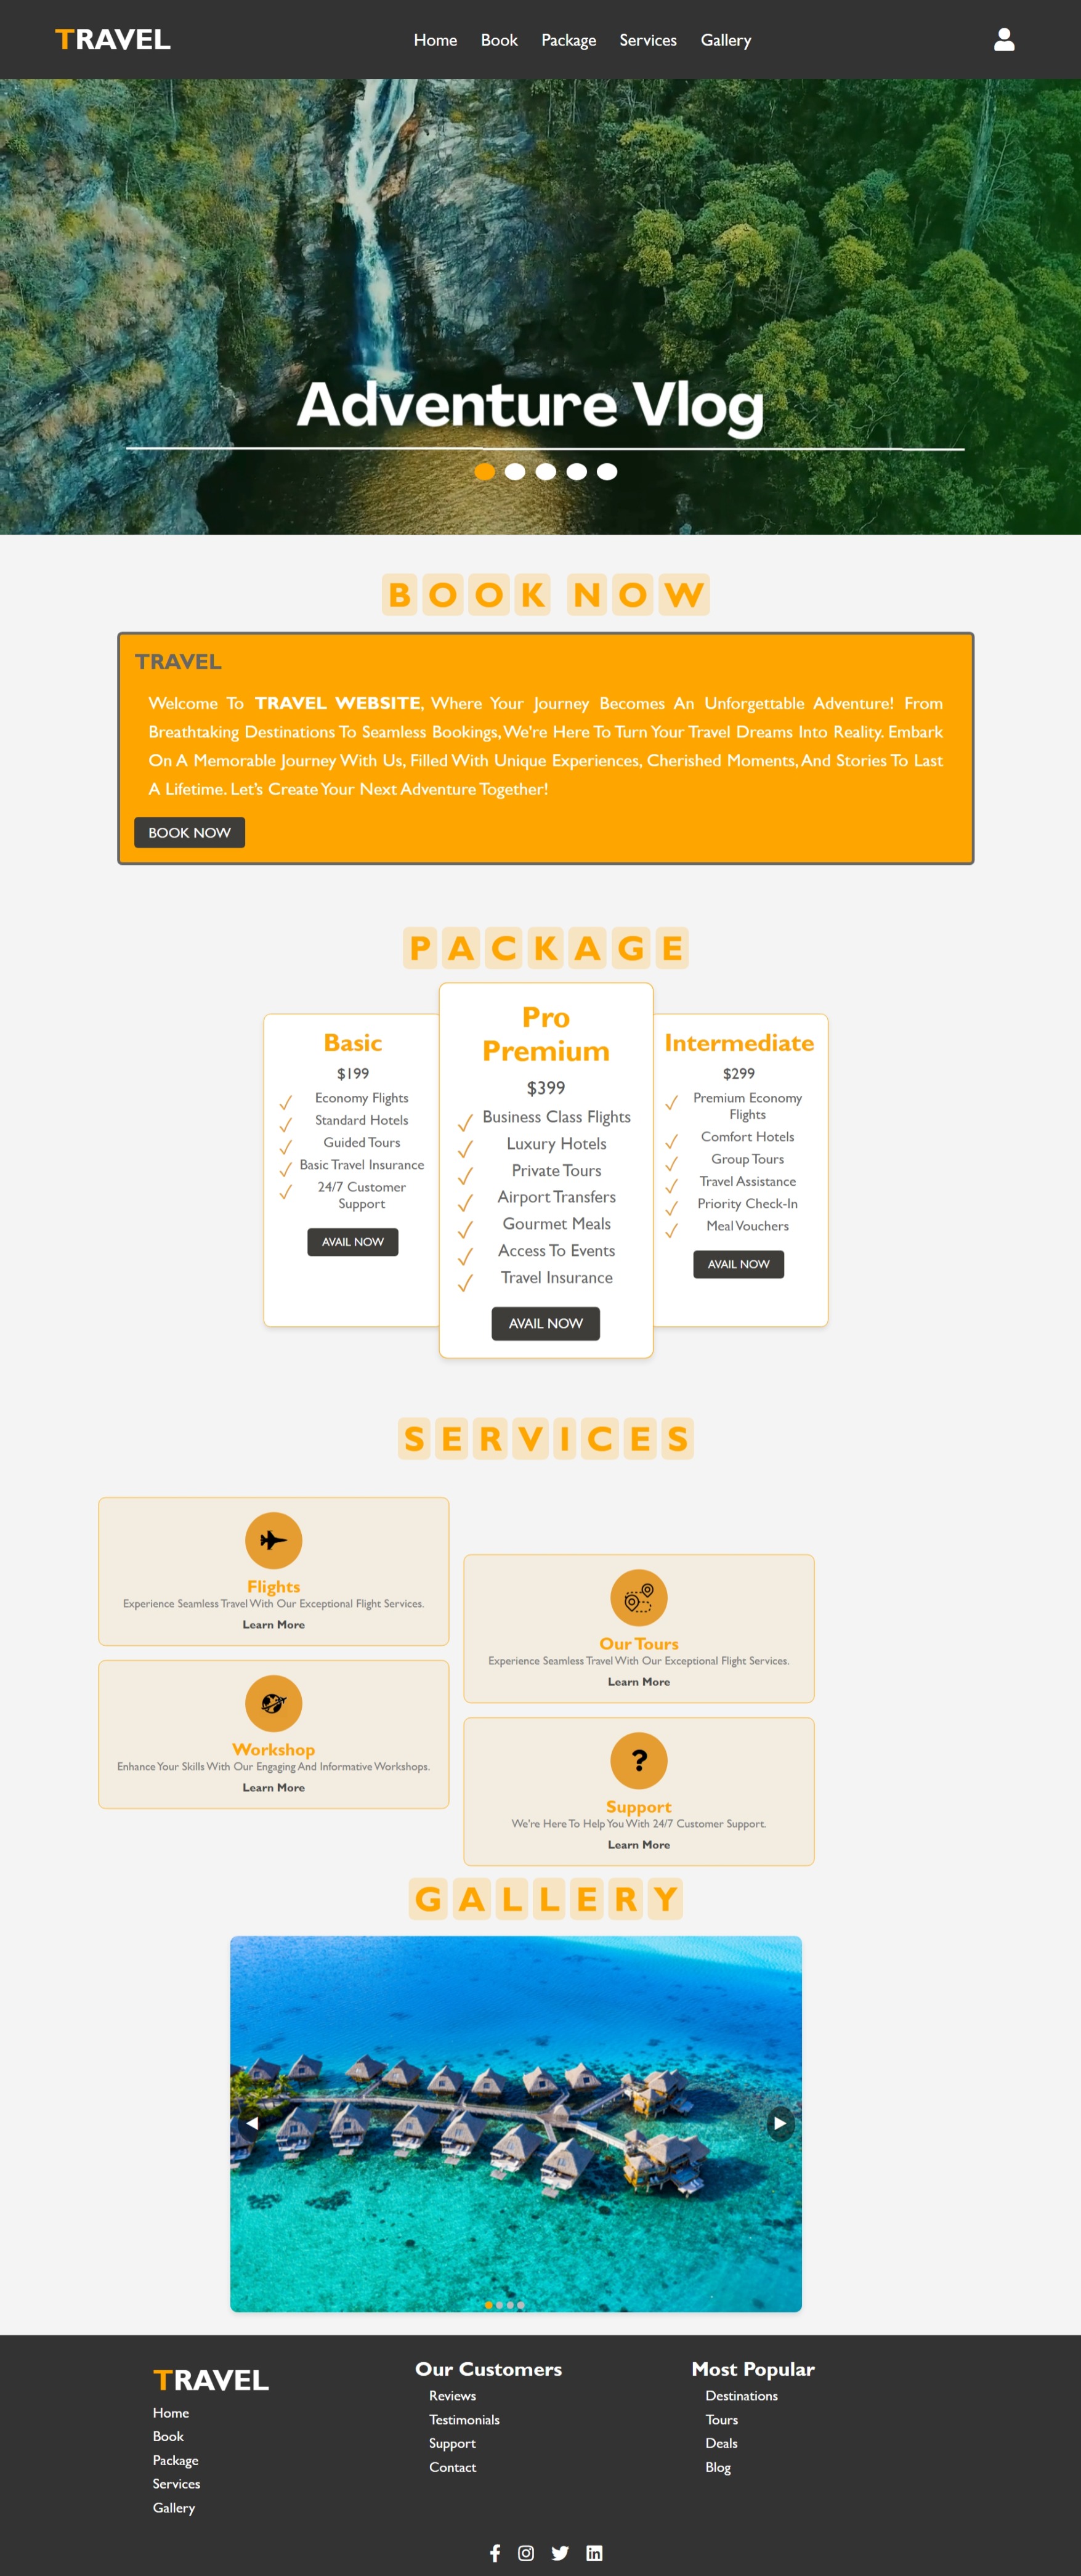 TRAVEL
Home Book Package Services Gallery
Adventure Vlog
BOOK NOW
TRAVEL
Welcome To TRAVEL WEBSITE, Where Your Journey Becomes An Unforgettable Adventure! From
Breathtaking Destinations To Seamless Bookings, We're Here To Turn Your Travel Dreams Into Reality. Embark
On A Memorable Journey With Us, Filled With Unique Experiences, Cherished Moments, And Stories To Last
A Lifetime. Let's Create Your Next Adventure Together!
BOOK NOW
PACKAGE
Basic
$199
Economy Flights
Standard Hotels
Guided Tours
Basic Travel Insurance
24/7 Customer
Support
AVAIL NOW
Pro
Premium
$399
Business Class Flights
Luxury Hotels
Private Tours
Airport Transfers
Gourmet Meals
Access To Events
Travel Insurance
AVAIL NOW
Intermediate
$299
Premium Economy
Flights
Comfort Hotels
Group Tours
Travel Assistance
Priority Check-In
Meal Vouchers
AVAIL NOW
SERVICES
Flights
Experience Seamless Travel With Our Exceptional Flight Services.
Learn More
Our Tours
Experience Seamless Travel With Our Exceptional Flight Services.
Learn More
Workshop
Enhance Your Skills With Our Engaging And Informative Workshops.
Learn More
?
Support
We're Here To Help You With 24/7 Customer Support.
Learn More
GALLERY
TRAVEL
Home
Book
Package
Services
Gallery
Our Customers
Reviews
Testimonials
Support
Contact
Most Popular
Destinations
Tours
Deals
Blog